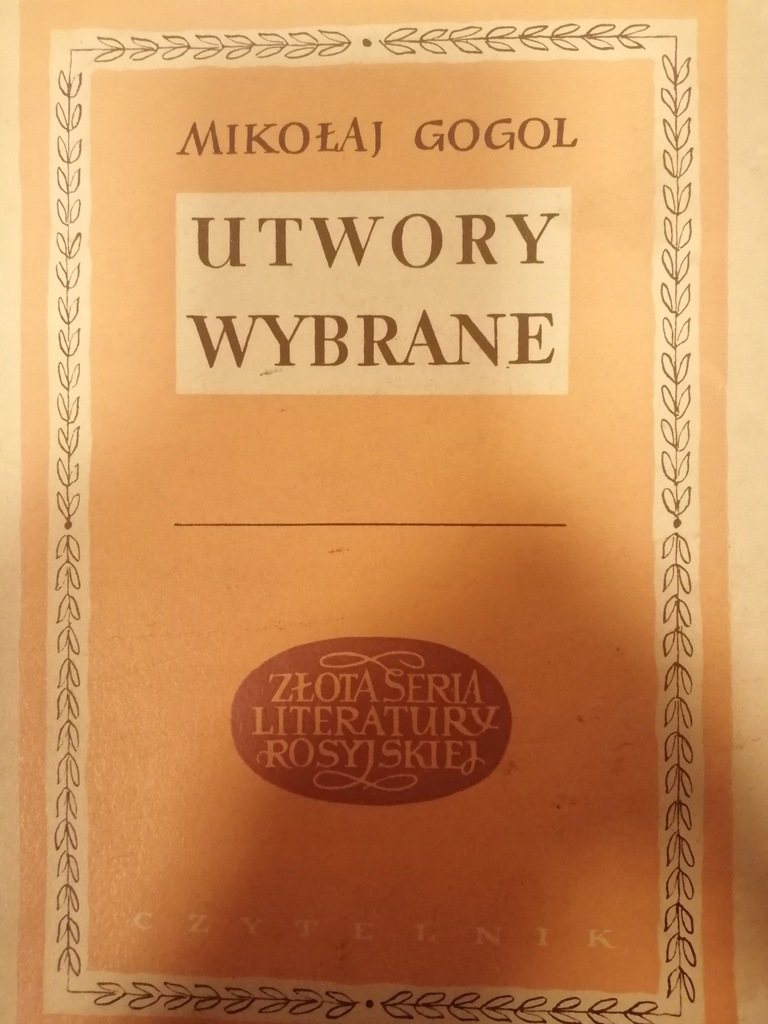 MIKOŁAJ GOGOL
UTWORY
WYBRANE
ZŁOTA SERIA
LITERATURY
ROSYJSKIEJ
CZYTELNIK